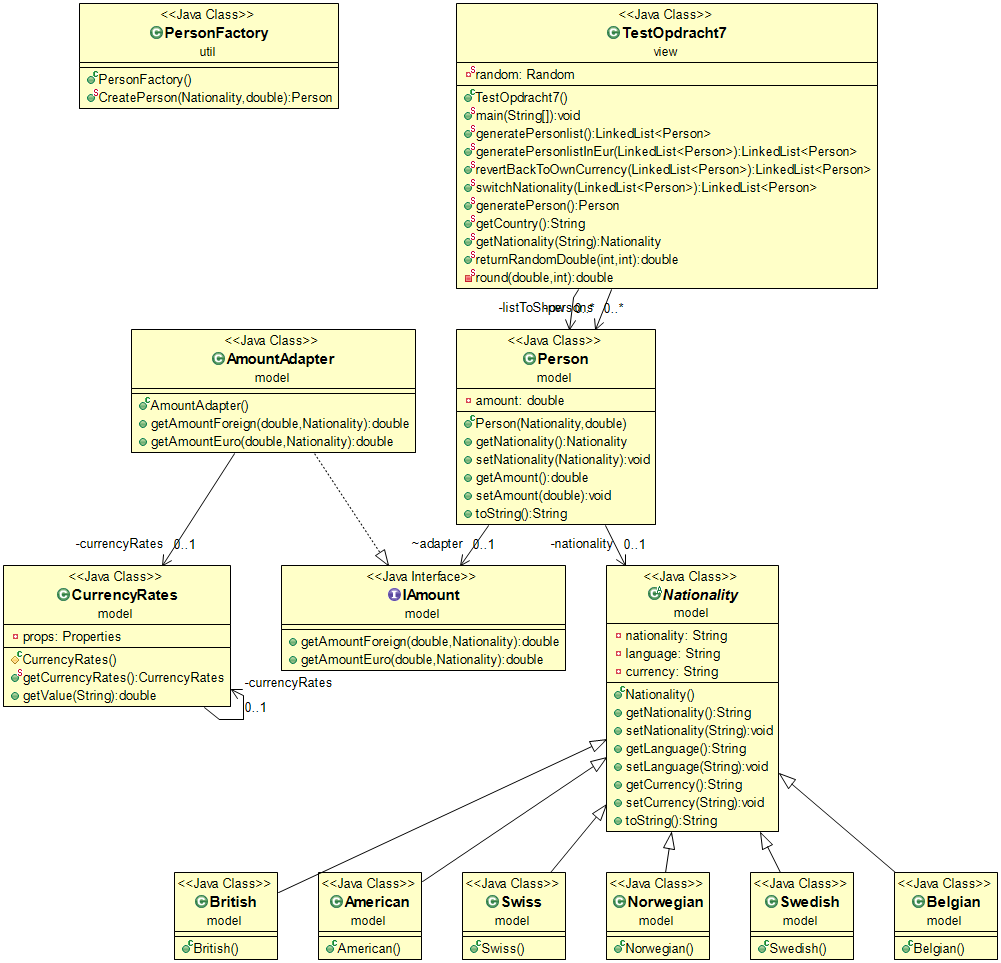 <<Java Class>>
PersonFactory
util
PersonFactory()
CreatePerson(Nationality,double):Person
<<Java Class>>
TestOpdracht7
view
random: Random
TestOpdracht7()
main(String[]):void
generatePersonlist():LinkedList<Person>
generatePersonlistInEur(LinkedList<Person>):LinkedList<Person>
revertBackToOwnCurrency(LinkedList<Person>):LinkedList<Person>
switchNationality(LinkedList<Person>):LinkedList<Person>
generatePerson():Person
getCountry():String
getNationality(String):Nationality
returnRandomDouble(int,int):double
round(double,int):double
-listToShow 0..*
-persons 0..*
<<Java Class>>
AmountAdapter
model
AmountAdapter()
getAmountForeign(double,Nationality):double
getAmountEuro(double,Nationality):double
<<Java Class>>
Person
model
amount: double
Person(Nationality,double)
getNationality():Nationality
setNationality(Nationality):void
getAmount():double
setAmount(double):void
toString():String
-currencyRates 0..1
~adapter 0..1
-nationality 0..1
<<Java Class>>
CurrencyRates
model
props: Properties
CurrencyRates()
getCurrencyRates():CurrencyRates
getValue(String):double
-currencyRates
0..1
<<Java Interface>>
IAmount
model
getAmountForeign(double,Nationality):double
getAmountEuro(double,Nationality):double
<<Java Class>>
Nationality
model
nationality: String
language: String
currency: String
Nationality()
getNationality():String
setNationality(String):void
getLanguage():String
setLanguage(String):void
getCurrency():String
setCurrency(String):void
toString():String
<<Java Class>>
British
model
British()
<<Java Class>>
American
model
American()
<<Java Class>>
Swiss
model
Swiss()
<<Java Class>>
Norwegian
model
Norwegian()
<<Java Class>>
Swedish
model
Swedish()
<<Java Class>>
Belgian
model
Belgian()